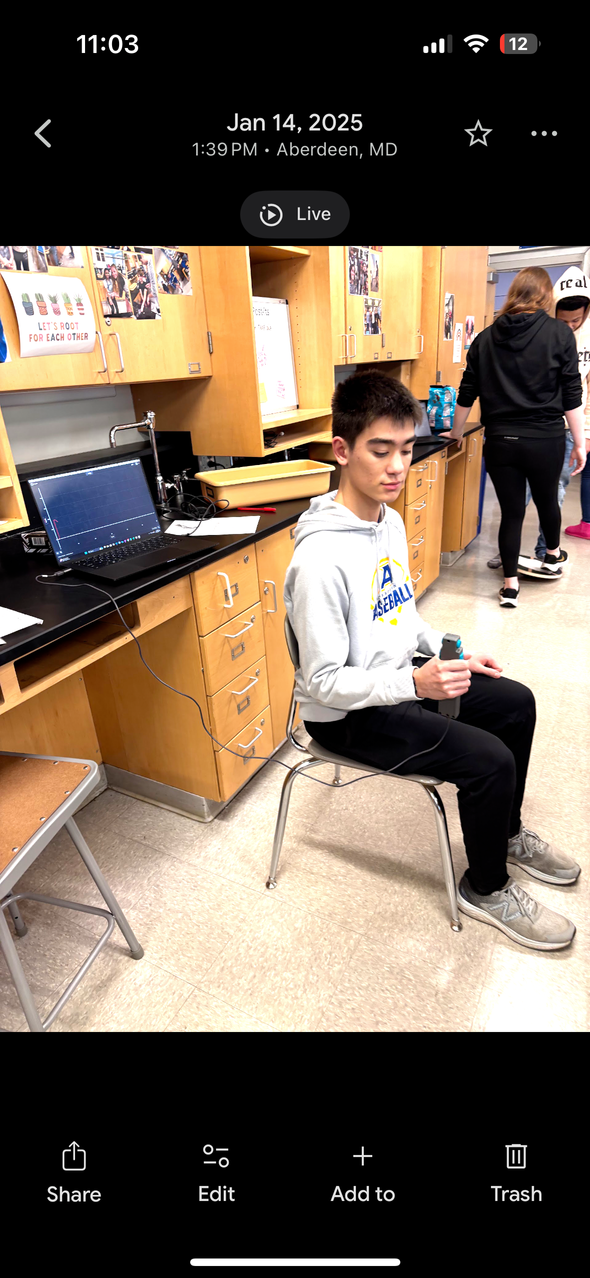 11:03
12
Jan 14, 2025
1:39 PM • Aberdeen, MD
Live
LET'S ROOT
FOR EACH OTHER
real
A
BASEBALL
Share
Edit
Add to
Trash